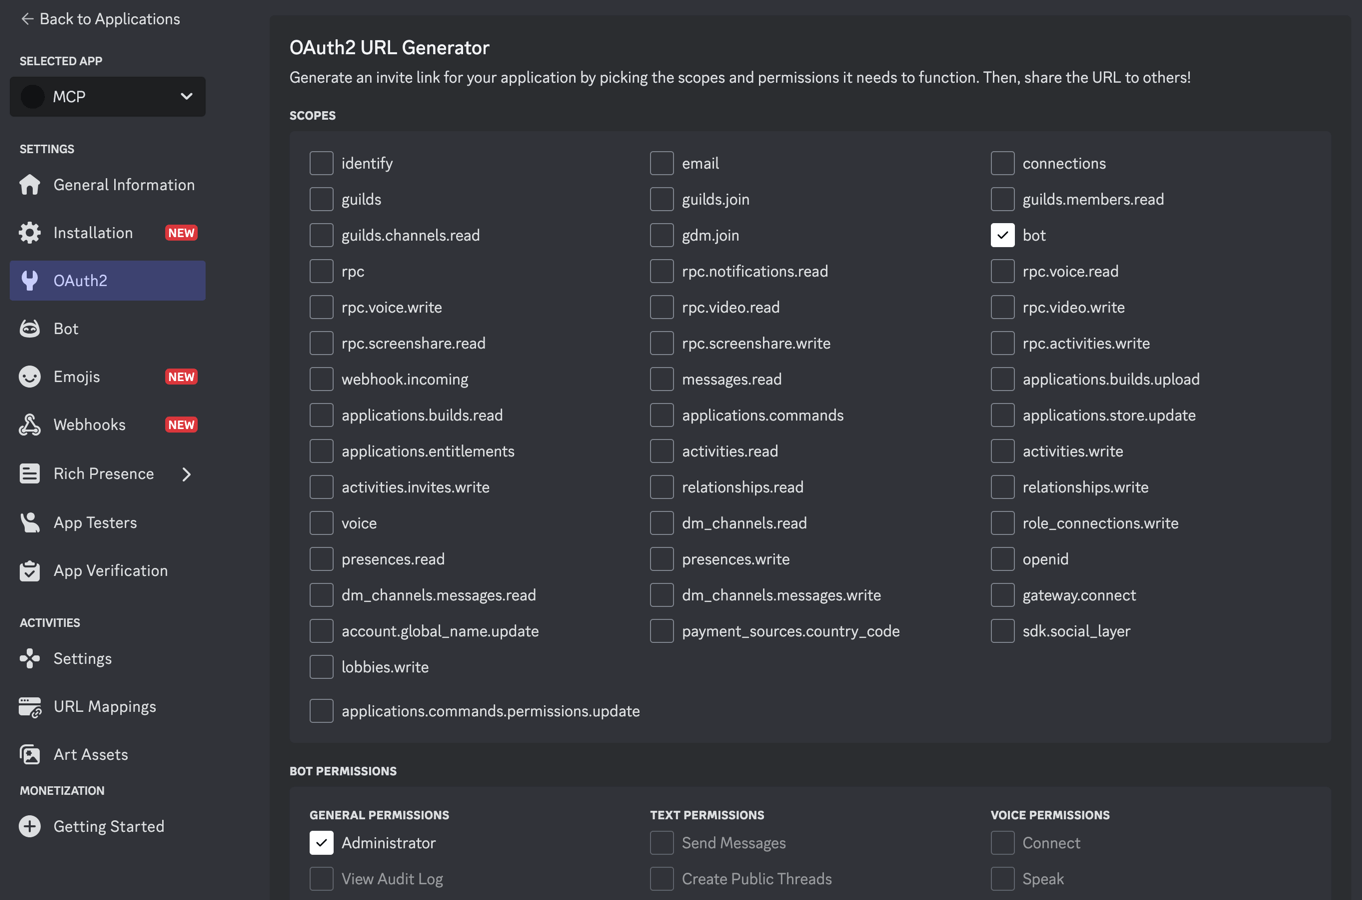 Back to Applications
SELECTED APP
MCP
SETTINGS
General Information
Installation NEW
OAuth2
Bot
Emojis NEW
Webhooks NEW
Rich Presence
App Testers
App Verification
ACTIVITIES
Settings
URL Mappings
Art Assets
MONETIZATION
Getting Started
OAuth2 URL Generator
Generate an invite link for your application by picking the scopes and permissions it needs to function. Then, share the URL to others!
SCOPES
identify email connections
guilds guilds.join guilds.members.read
guilds.channels.read gdm.join bot
rpc rpc.notifications.read rpc.voice.read
rpc.voice.write rpc.video.read rpc.video.write
rpc.screenshare.read rpc.screenshare.write rpc.activities.write
webhook.incoming messages.read applications.builds.upload
applications.builds.read applications.commands applications.store.update
applications.entitlements activities.read activities.write
activities.invites.write relationships.read relationships.write
voice dm_channels.read role_connections.write
presences.read presences.write openid
dm_channels.messages.read dm_channels.messages.write gateway.connect
account.global_name.update payment_sources.country_code sdk.social_layer
lobbies.write
applications.commands.permissions.update
BOT PERMISSIONS
GENERAL PERMISSIONS TEXT PERMISSIONS VOICE PERMISSIONS
Administrator Send Messages Connect
View Audit Log Create Public Threads Speak